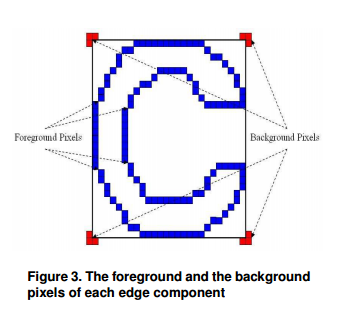 Foreground Pixels
Background Pixels
Figure 3. The foreground and the background
pixels of each edge component